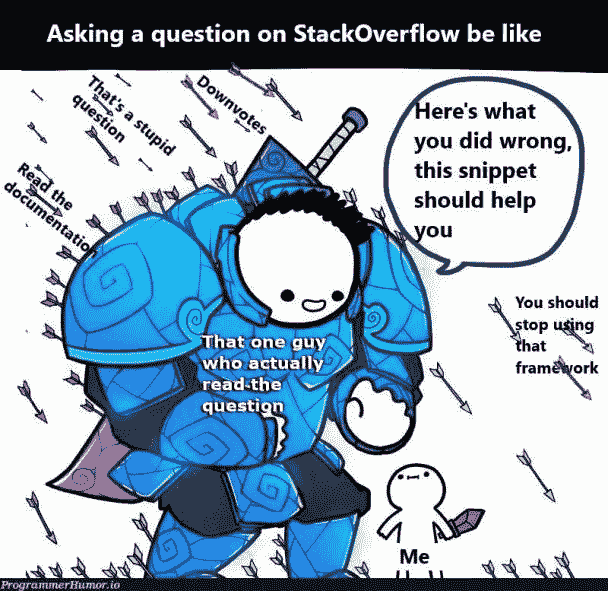 Asking a question on StackOverflow be like
Downvotes
That's a stupid
question
Read the
documentation
Here's what
you did wrong,
this snippet
should help
you
You should
stop using
that
framework
That one guy
who actually
read the
question
Me
ProgrammerHumor.io